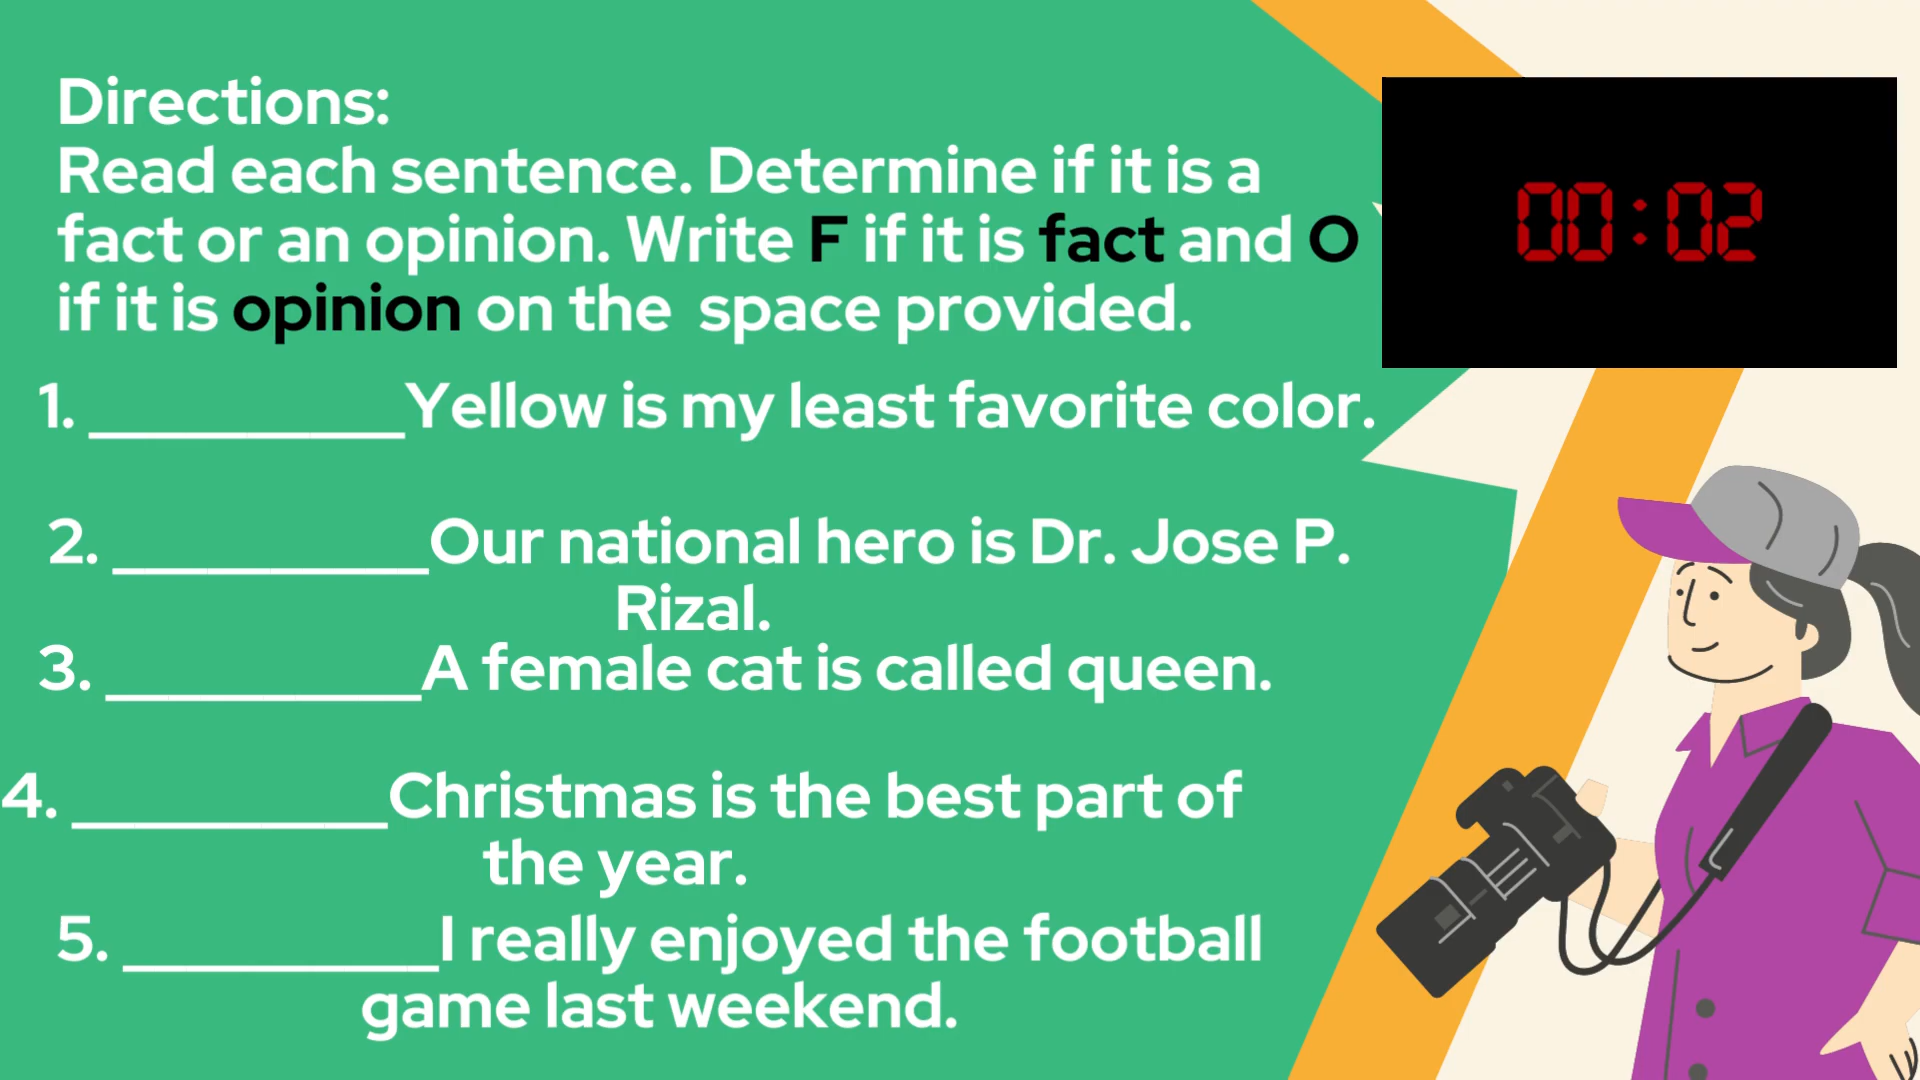 Directions:
Read each sentence. Determine if it is a
fact or an opinion. Write F if it is fact and O
if it is opinion on the space provided.
00:02
1. __________Yellow is my least favorite color.
2. __________Our national hero is Dr. Jose P.
Rizal.
3. __________A female cat is called queen.
4. __________Christmas is the best part of
the year.
5. __________I really enjoyed the football
game last weekend.